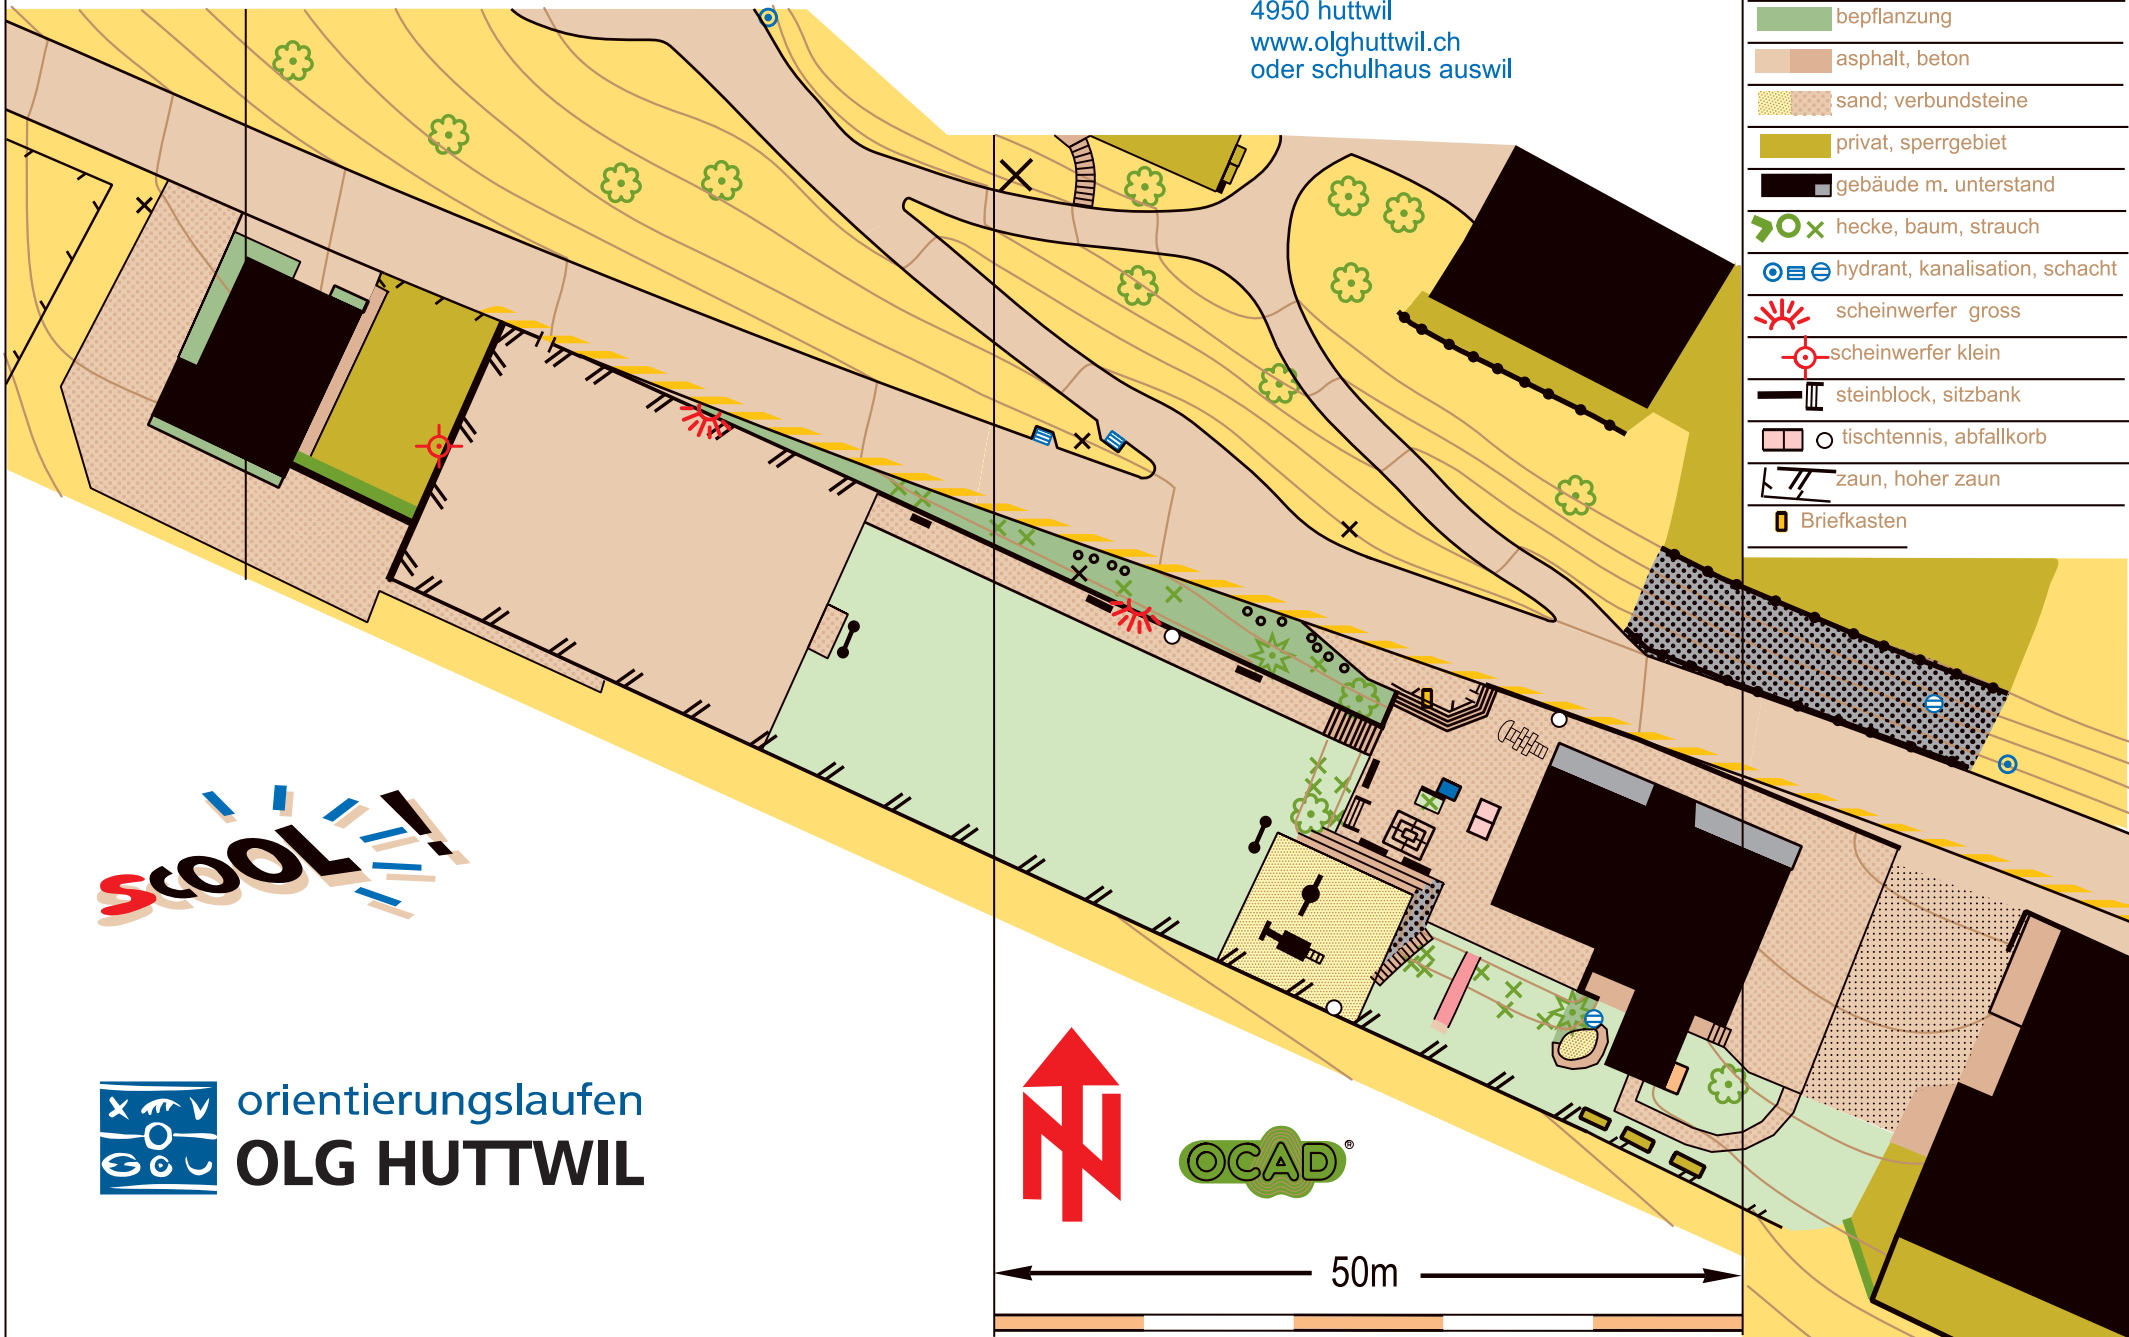 4950 huttwil
www.olghuttwil.ch
oder schulhaus auswil
bepflanzung
asphalt, beton
sand; verbundsteine
privat, sperrgebiet
gebäude m. unterstand
hecke, baum, strauch
hydrant, kanalisation, schacht
scheinwerfer gross
scheinwerfer klein
steinblock, sitzbank
tischtennis, abfallkorb
zaun, hoher zaun
Briefkasten
sCOOL
orientierungslaufen
OLG HUTTWIL
N
OCAD®
50m